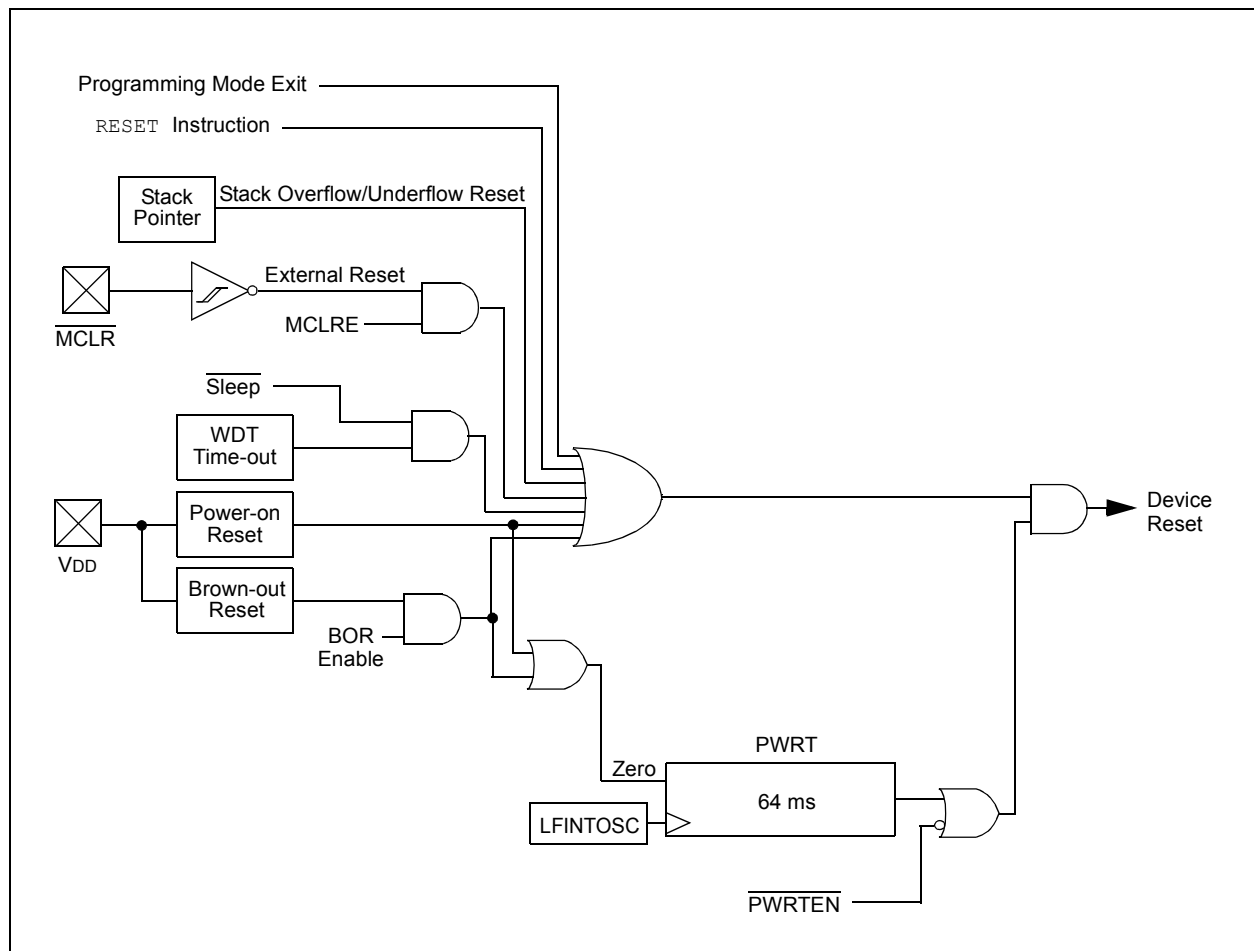 Programming Mode Exit
RESET Instruction
Stack
Pointer
Stack Overflow/Underflow Reset
External Reset
MCLR
MCLRE
Sleep
WDT
Time-out
VDD
Power-on
Reset
Brown-out
Reset
BOR
Enable
Device
Reset
Zero
PWRT
64 ms
LFINTOSC
PWRTEN